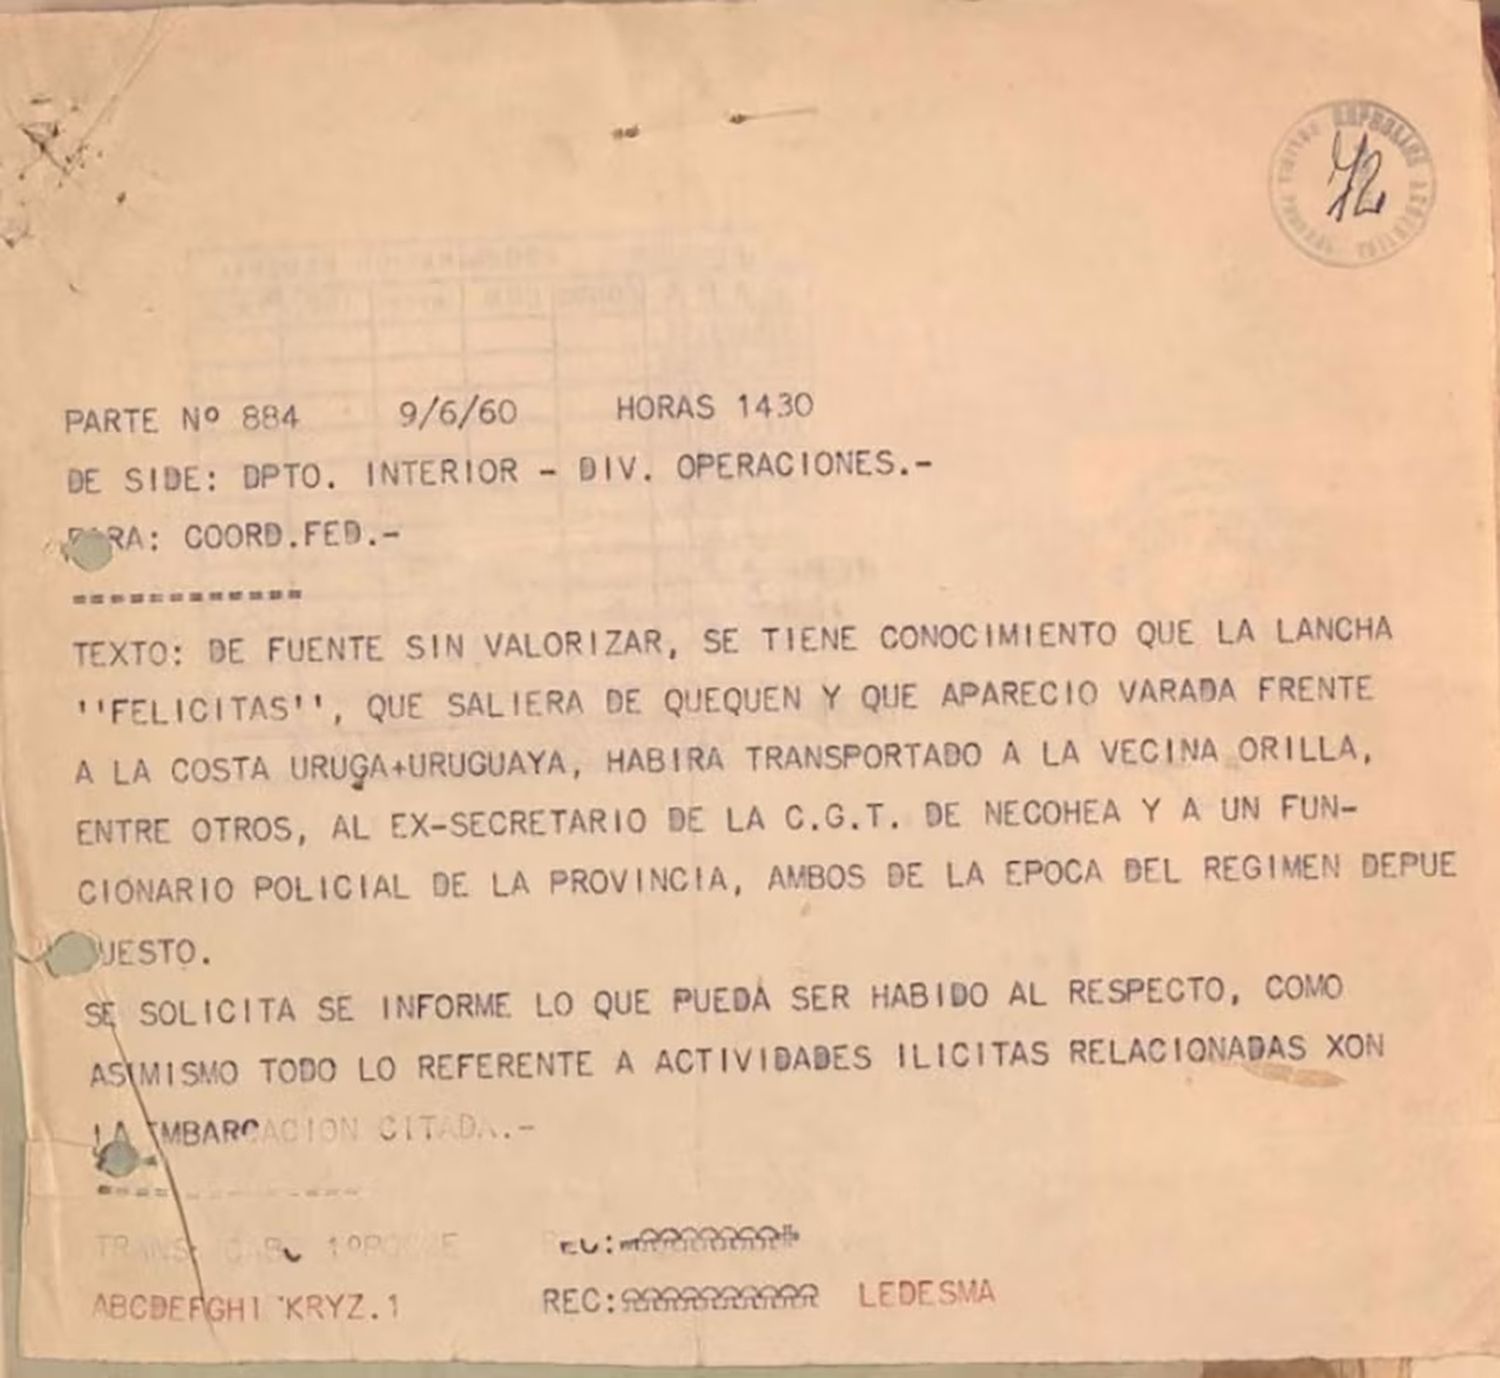 72
PARTE Nº 884 9/6/60 HORAS 1430
DE SIDE: DPTO. INTERIOR - DIV. OPERACIONES.-
PARA: COORD.FED.-
------------
TEXTO: DE FUENTE SIN VALORIZAR, SE TIENE CONOCIMIENTO QUE LA LANCHA
''FELICITAS'', QUE SALIERA DE QUEQUEN Y QUE APARECIO VARADA FRENTE
A LA COSTA URUGA+URUGUAYA, HABIRA TRANSPORTADO A LA VECINA ORILLA,
ENTRE OTROS, AL EX-SECRETARIO DE LA C.G.T. DE NECOHEA Y A UN FUN-
CIONARIO POLICIAL DE LA PROVINCIA, AMBOS DE LA EPOCA DEL REGIMEN DEPUE
UESTO.
SE SOLICITA SE INFORME LO QUE PUEDA SER HABIDO AL RESPECTO, COMO
ASIMISMO TODO LO REFERENTE A ACTIVIDADES ILICITAS RELACIONADAS XON
LA EMBARCACION CITADA.-
TRANS: 1º
ABCDEFGHI KRYZ.1 REC: LEDESMA